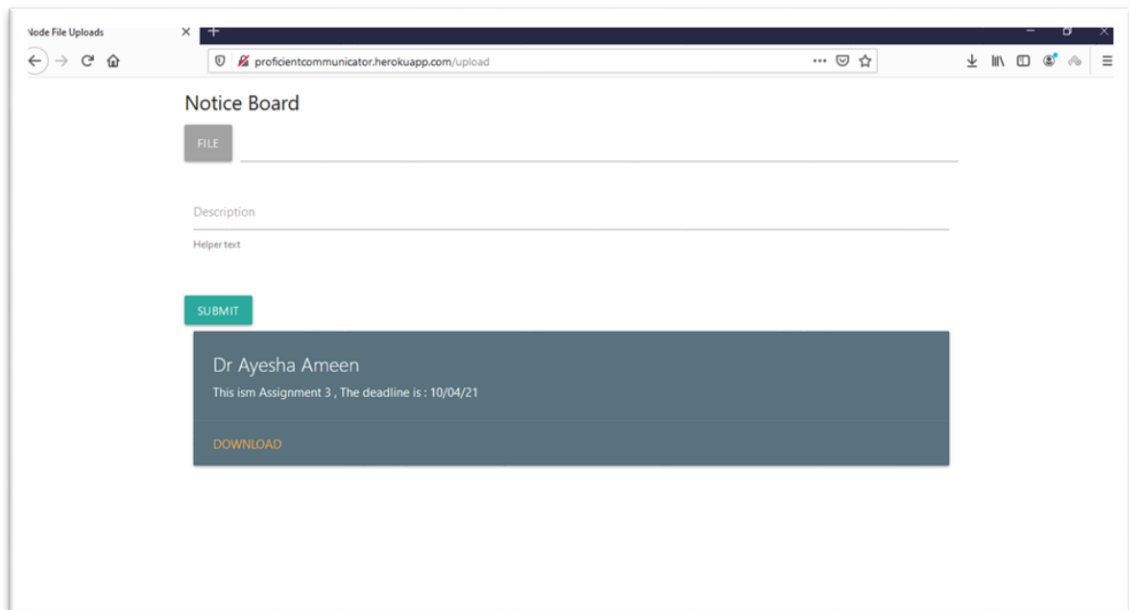 Node File Uploads
proficientcommunicator.herokuapp.com/upload
Notice Board
FILE
Description
Helper text
SUBMIT
Dr Ayesha Ameen
This ism Assignment 3 , The deadline is : 10/04/21
DOWNLOAD